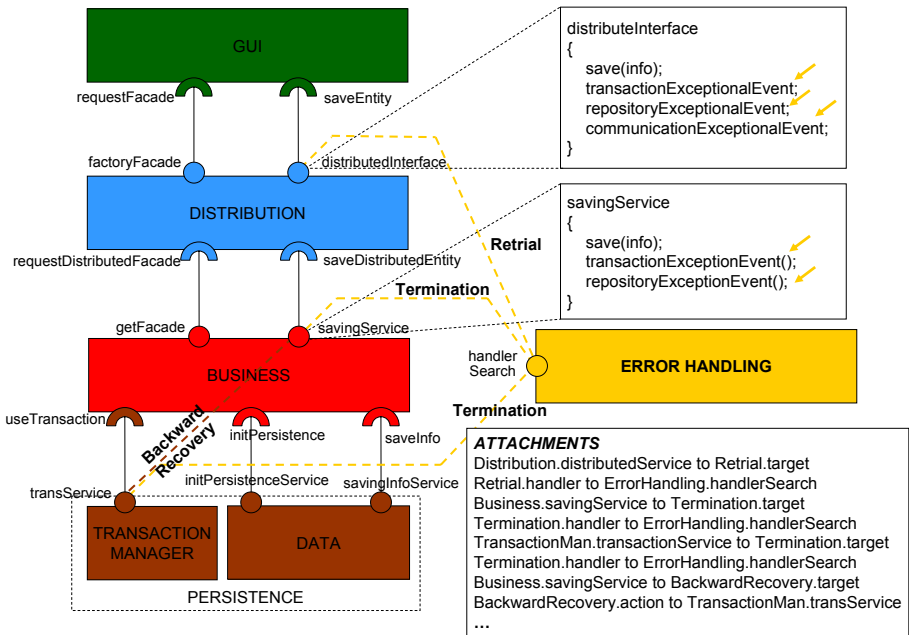 GUI
requestFacade
saveEntity
factoryFacade
distributedInterface
DISTRIBUTION
requestDistributedFacade
saveDistributedEntity
Retrial
Termination
getFacade
savingService
BUSINESS
handler
Search
ERROR HANDLING
useTransaction
Backward
Recovery
initPersistence
saveInfo
Termination
transService
initPersistenceService
savingInfoService
TRANSACTION
MANAGER
DATA
PERSISTENCE
distributeInterface
{
save(info);
transactionExceptionalEvent;
repositoryExceptionalEvent;
communicationExceptionalEvent;
}
savingService
{
save(info);
transactionExceptionEvent();
repositoryExceptionEvent();
}
ATTACHMENTS
Distribution.distributedService to Retrial.target
Retrial.handler to ErrorHandling.handlerSearch
Business.savingService to Termination.target
Termination.handler to ErrorHandling.handlerSearch
TransactionMan.transactionService to Termination.target
Termination.handler to ErrorHandling.handlerSearch
Business.savingService to BackwardRecovery.target
BackwardRecovery.action to TransactionMan.transService
...